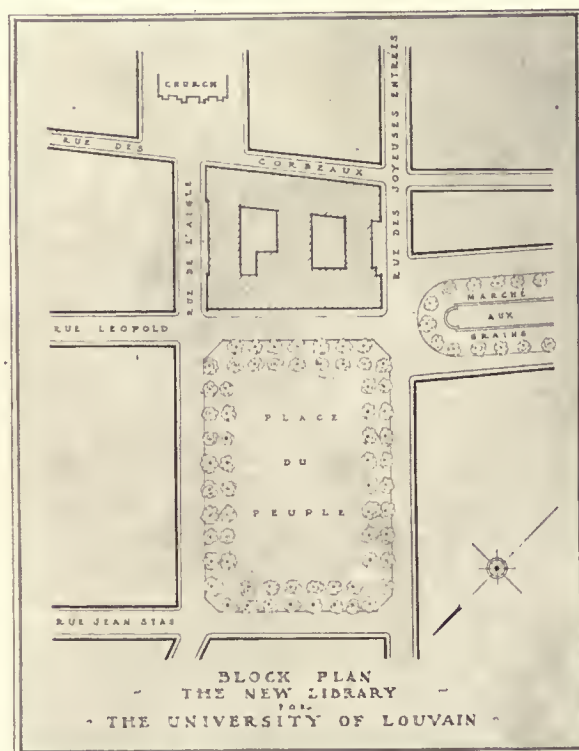 CHURCH
RUE DES
CORBEAUX
RUE DES JOYEUSES ENTRÉES
RUE DE L'AIGLE
RUE LEOPOLD
MARCHÉ
AUX
GRAINS
PLACE
DU
PEUPLE
RUE JEAN STAS
BLOCK PLAN
~ THE NEW LIBRARY ~
FOR
~ THE UNIVERSITY OF LOUVAIN ~